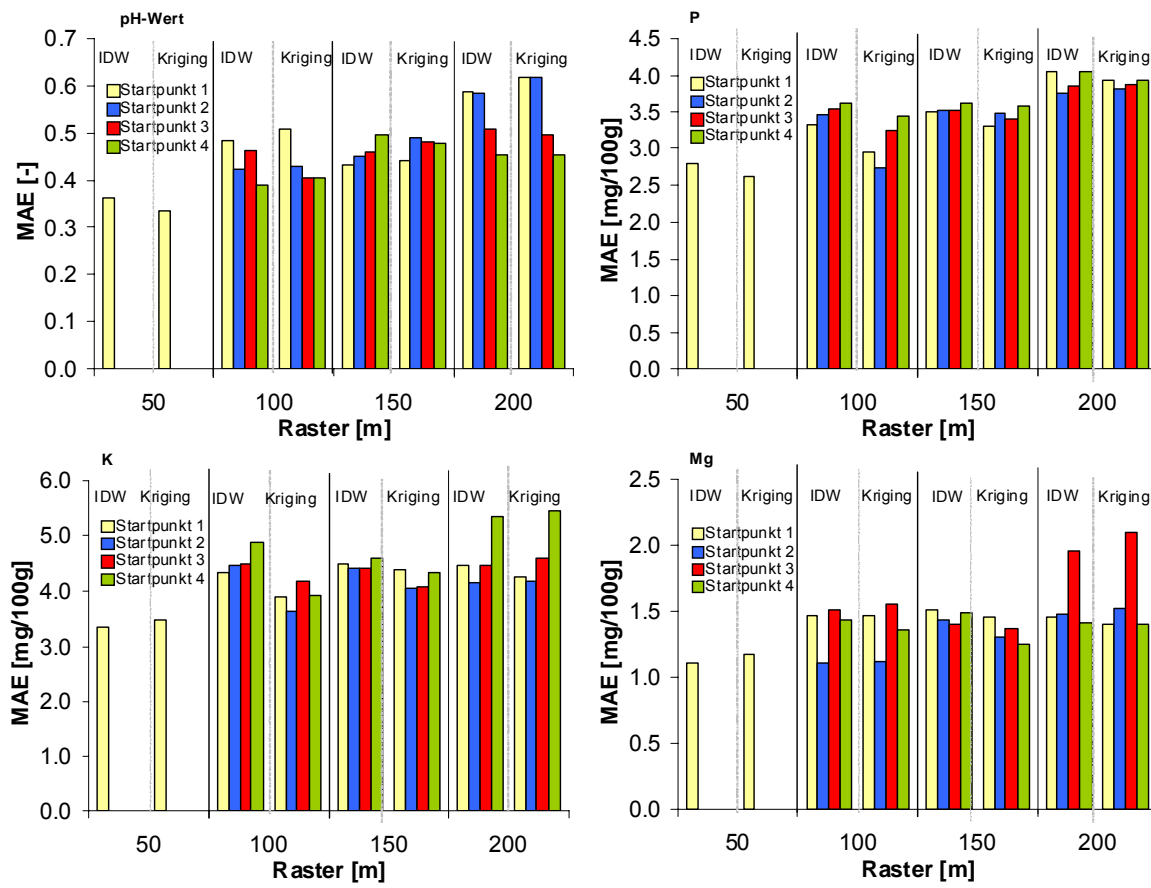 pH-Wert
0.7
0.6
0.5
0.4
0.3
0.2
0.1
0.0
MAE [-]
IDW Kriging IDW Kriging IDW Kriging IDW Kriging
Startpunkt 1
Startpunkt 2
Startpunkt 3
Startpunkt 4
50 100 150 200
Raster [m]
P
4.5
4.0
3.5
3.0
2.5
2.0
1.5
1.0
0.5
0.0
MAE [mg/100g]
IDW Kriging IDW Kriging IDW Kriging IDW Kriging
Startpunkt 1
Startpunkt 2
Startpunkt 3
Startpunkt 4
50 100 150 200
Raster [m]
K
6.0
5.0
4.0
3.0
2.0
1.0
0.0
MAE [mg/100g]
IDW Kriging IDW Kriging IDW Kriging IDW Kriging
Startpunkt 1
Startpunkt 2
Startpunkt 3
Startpunkt 4
50 100 150 200
Raster [m]
Mg
2.5
2.0
1.5
1.0
0.5
0.0
MAE [mg/100g]
IDW Kriging IDW Kriging IDW Kriging IDW Kriging
Startpunkt 1
Startpunkt 2
Startpunkt 3
Startpunkt 4
50 100 150 200
Raster [m]